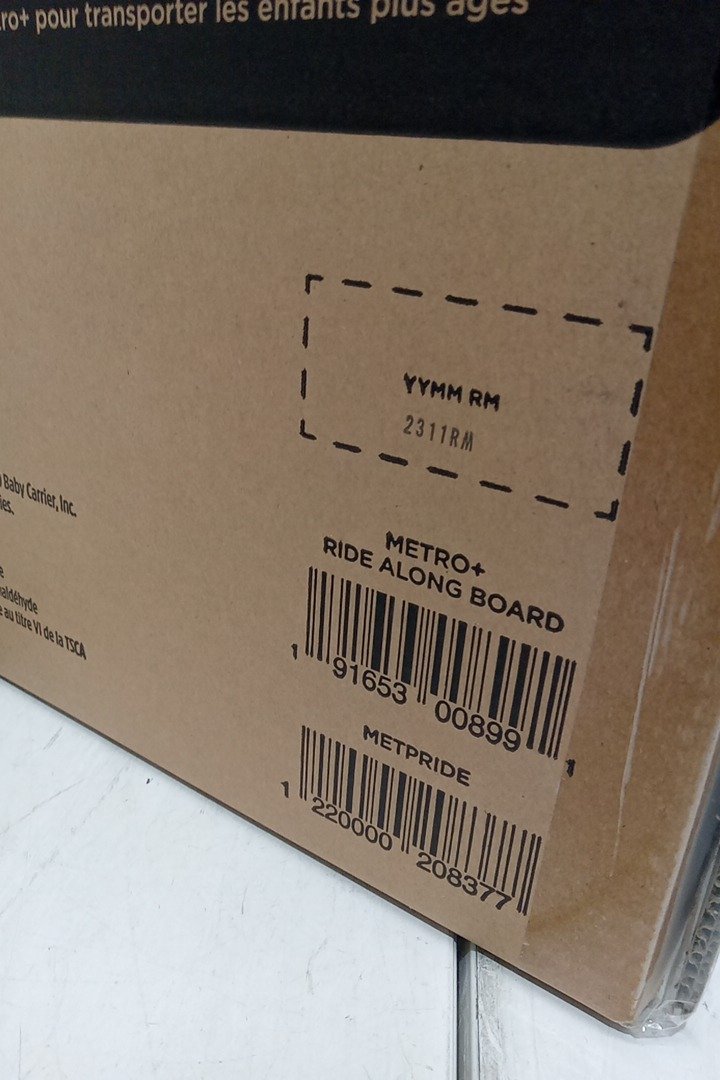 pour transporter les enfants plus âgés
YYMM RM
2311RM
Baby Carrier, Inc.
METRO+
RIDE ALONG BOARD
1 91653 00899 1
au titre VI de la TSCA
METPRIDE
1 220000 208377